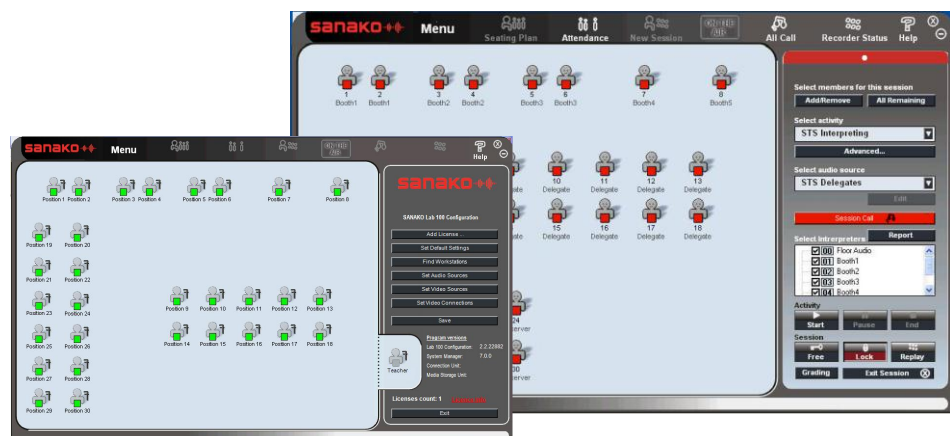 sanako Menu Seating Plan Attendance New Session All Call Recorder Status Help
1 2 3 4 5 6 7 8
Booth1 Booth1 Booth2 Booth2 Booth3 Booth3 Booth4 Booth5
10 11 12 13
Delegate Delegate Delegate Delegate
15 16 17 18
Delegate Delegate Delegate Delegate
24
30
Select members for this session
Add/Remove All Remaining
Select activity
STS Interpreting
Advanced...
Select audio source
STS Delegates
Edit
Session Call
Select Interpreters Report
00 Floor Audio
01 Booth1
02 Booth2
03 Booth3
04 Booth4
Activity
Start Pause End
Session
Free Lock Replay
Grading Exit Session
sanako Menu Help
Position 1 Position 2 Position 3 Position 4 Position 5 Position 6 Position 7 Position 8
Position 19 Position 20
Position 21 Position 22
Position 23 Position 24
Position 9 Position 10 Position 11 Position 12 Position 13
Position 25 Position 26
Position 14 Position 15 Position 16 Position 17 Position 18
Position 27 Position 28
Position 29 Position 30
Teacher
sanako
SANAKO Lab 100 Configuration
Add License ...
Set Default Settings
Find Workstations
Set Audio Sources
Set Video Sources
Set Video Connections
Save
Program versions
Lab 100 Configuration: 2.2.22002
System Manager: 7.0.0
Connection Unit:
Media Storage Unit:
Licenses count: 1
Exit